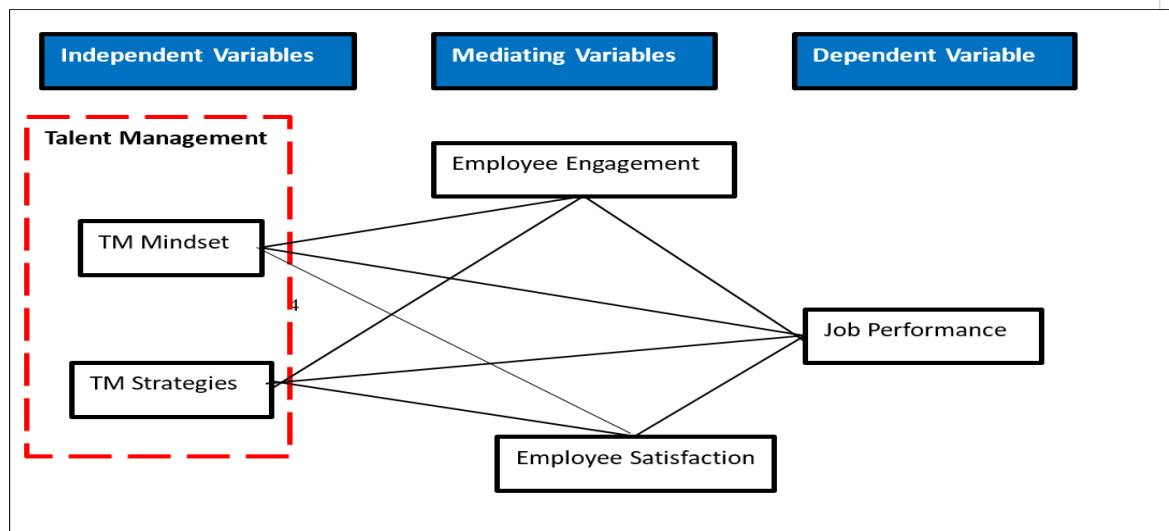 Independent Variables
Mediating Variables
Dependent Variable
Talent Management
Employee Engagement
TM Mindset
4
Job Performance
TM Strategies
Employee Satisfaction